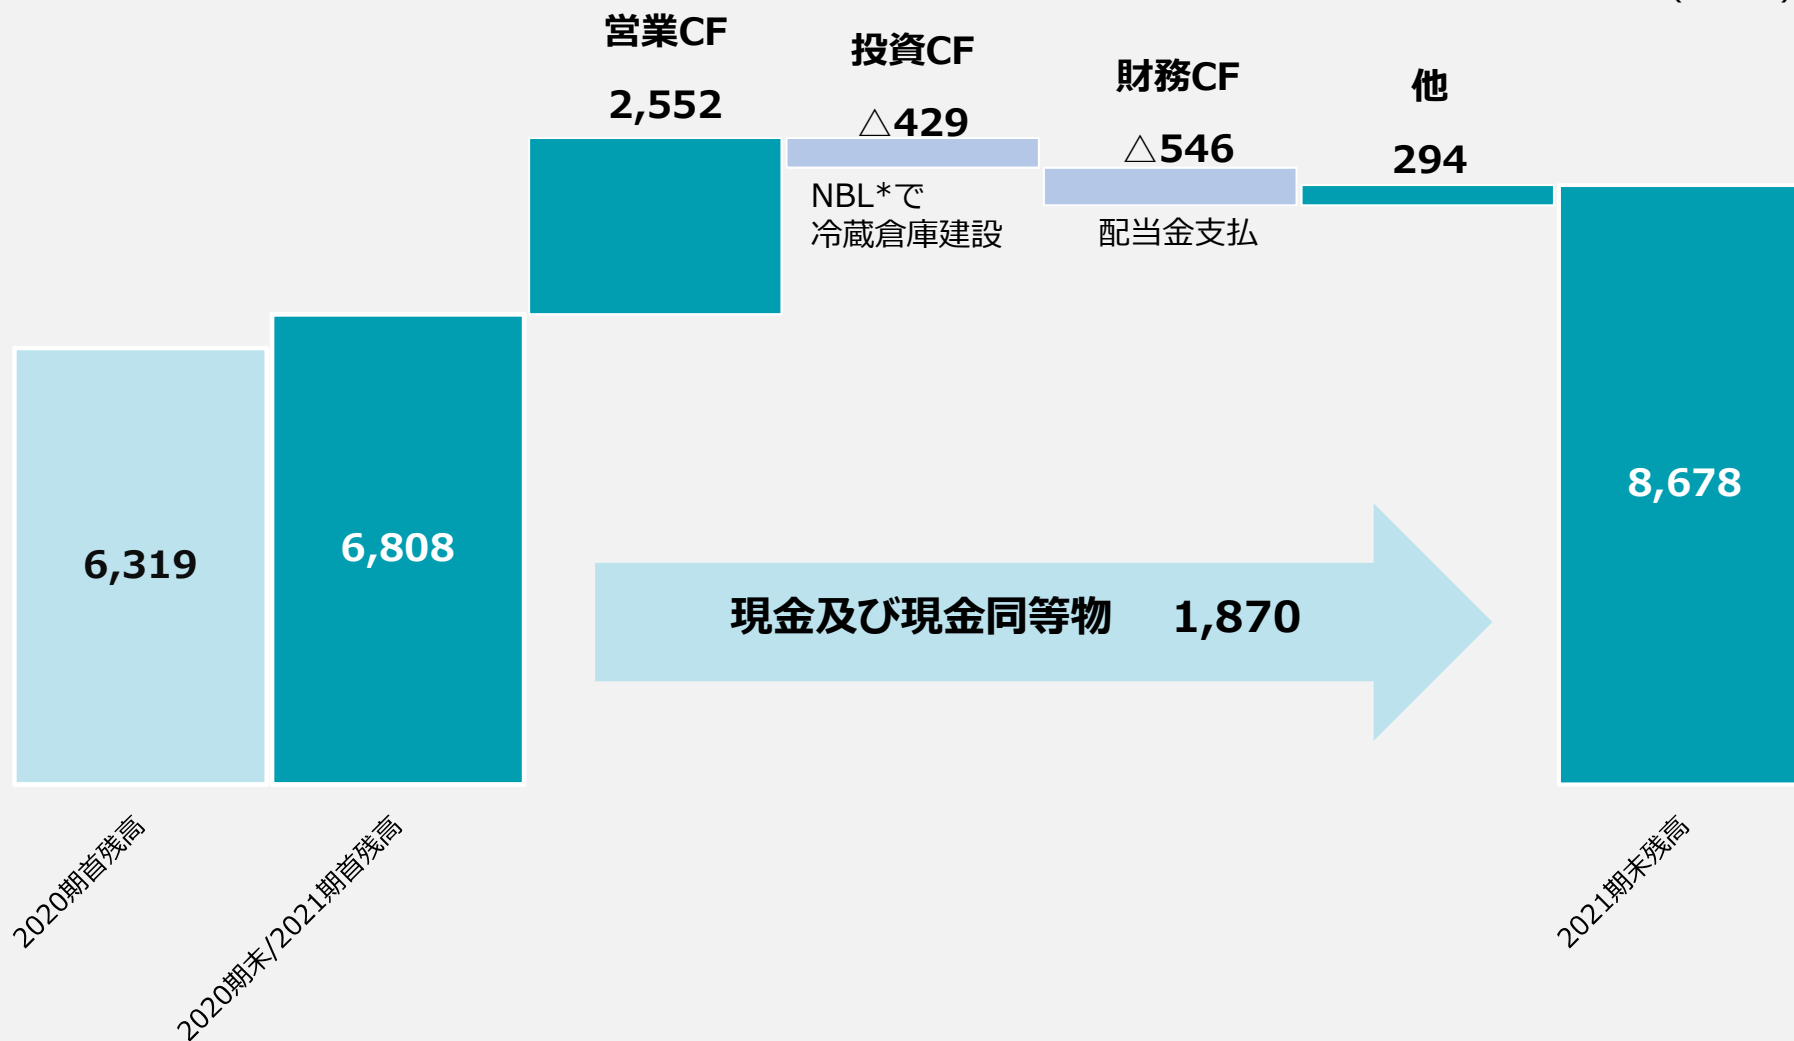 営業CF
2,552
投資CF
△429
NBL*で
冷蔵倉庫建設
財務CF
△546
配当金支払
他
294
6,319
6,808
8,678
現金及び現金同等物 1,870
2020期首残高
2020期末/2021期首残高
2021期末残高